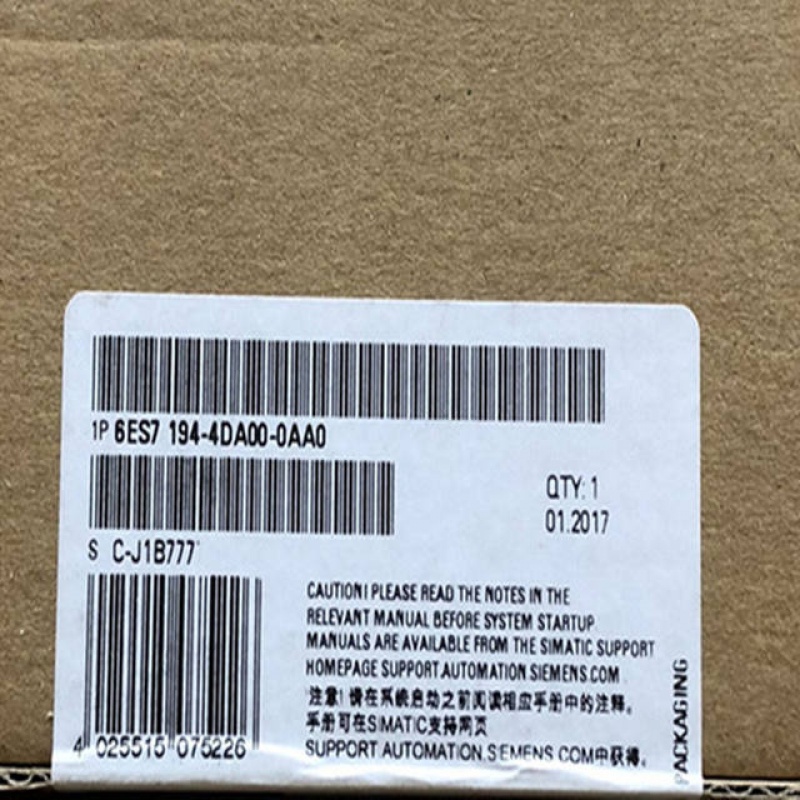 1P 6ES7 194-4DA00-0AA0
QTY: 1
01.2017
S C-J1B777
CAUTION! PLEASE READ THE NOTES IN THE
RELEVANT MANUAL BEFORE SYSTEM STARTUP
MANUALS ARE AVAILABLE FROM THE SIMATIC SUPPORT
HOMEPAGE SUPPORT.AUTOMATION.SIEMENS.COM
注意! 请在系统启动之前阅读相应手册中的注释。
手册可在SIMATIC支持网页
SUPPORT AUTOMATION.SIEMENS COM中获得。
4 025515 075226
PACKAGING